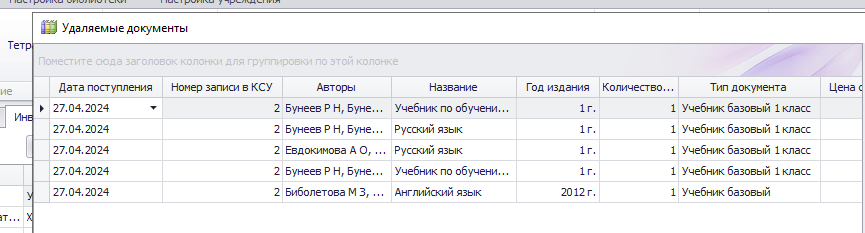 Настройка библиотеки Настройка учреждения
Удаляемые документы
Тетра
Поместите сюда заголовок колонки для группировки по этой колонке
ие
Дата поступления Номер записи в КСУ Авторы Название Год издания Количество... Тип документа Цена с
27.04.2024 2 Бунеев Р Н, Буне... Учебник по обучени... 1 г. 1 Учебник базовый 1 класс
Инв
27.04.2024 2 Бунеев Р Н, Буне... Русский язык 1 г. 1 Учебник базовый 1 класс
27.04.2024 2 Евдокимова А О, ... Русский язык 1 г. 1 Учебник базовый 1 класс
27.04.2024 2 Бунеев Р Н, Буне... Учебник по обучени... 1 г. 1 Учебник базовый 1 класс
У
27.04.2024 2 Биболетова М З, ... Английский язык 2012 г. 1 Учебник базовый
ат... Х